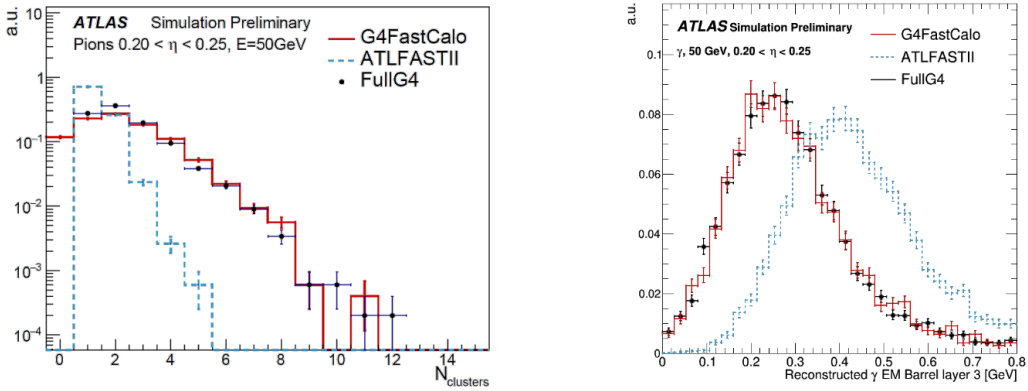 a.u.
ATLAS Simulation Preliminary
Pions 0.20 < η < 0.25, E=50GeV
G4FastCalo
ATLFASTII
FullG4
10
1
10⁻¹
10⁻²
10⁻³
10⁻⁴
0 2 4 6 8 10 12 14
N_clusters
a.u.
ATLAS Simulation Preliminary
γ, 50 GeV, 0.20 < η < 0.25
G4FastCalo
ATLFASTII
FullG4
0.1
0.08
0.06
0.04
0.02
0
0 0.1 0.2 0.3 0.4 0.5 0.6 0.7 0.8
Reconstructed γ EM Barrel layer 3 [GeV]